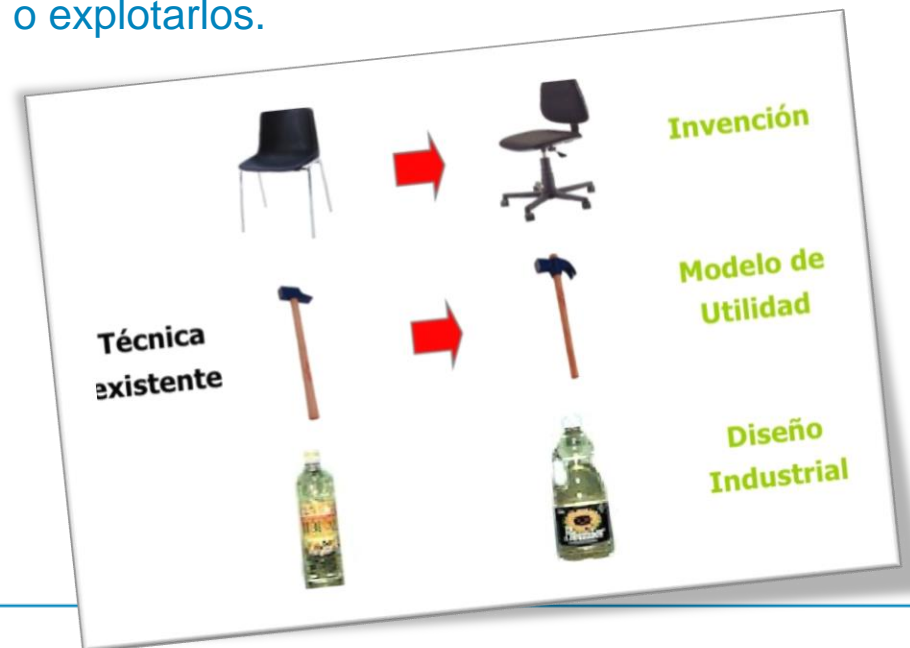 o explotarlos.
Invención
Modelo de
Utilidad
Técnica
existente
Diseño
Industrial